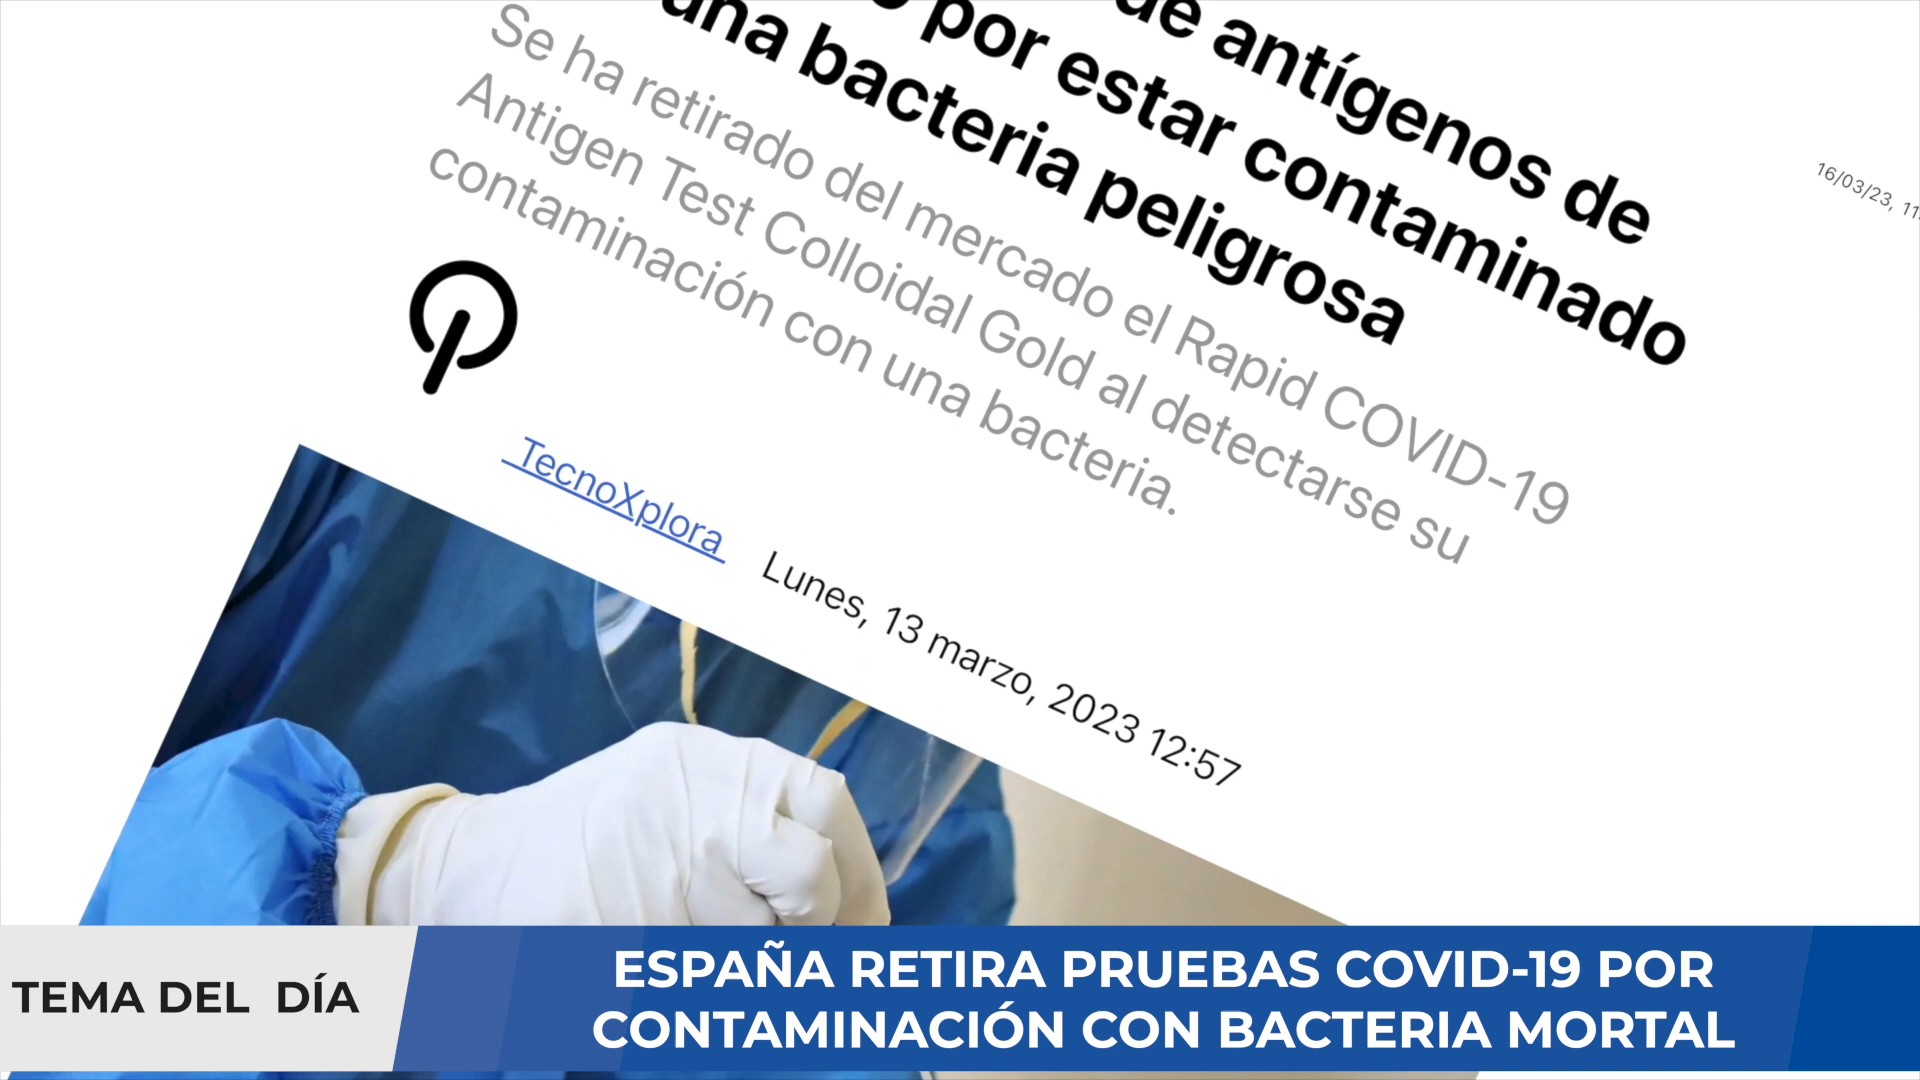 de antígenos de
por estar contaminado
una bacteria peligrosa
Se ha retirado del mercado el Rapid COVID-19
Antigen Test Colloidal Gold al detectarse su
contaminación con una bacteria.
16/03/23, 11
TecnoXplora
Lunes, 13 marzo, 2023 12:57
TEMA DEL DÍA
ESPAÑA RETIRA PRUEBAS COVID-19 POR
CONTAMINACIÓN CON BACTERIA MORTAL